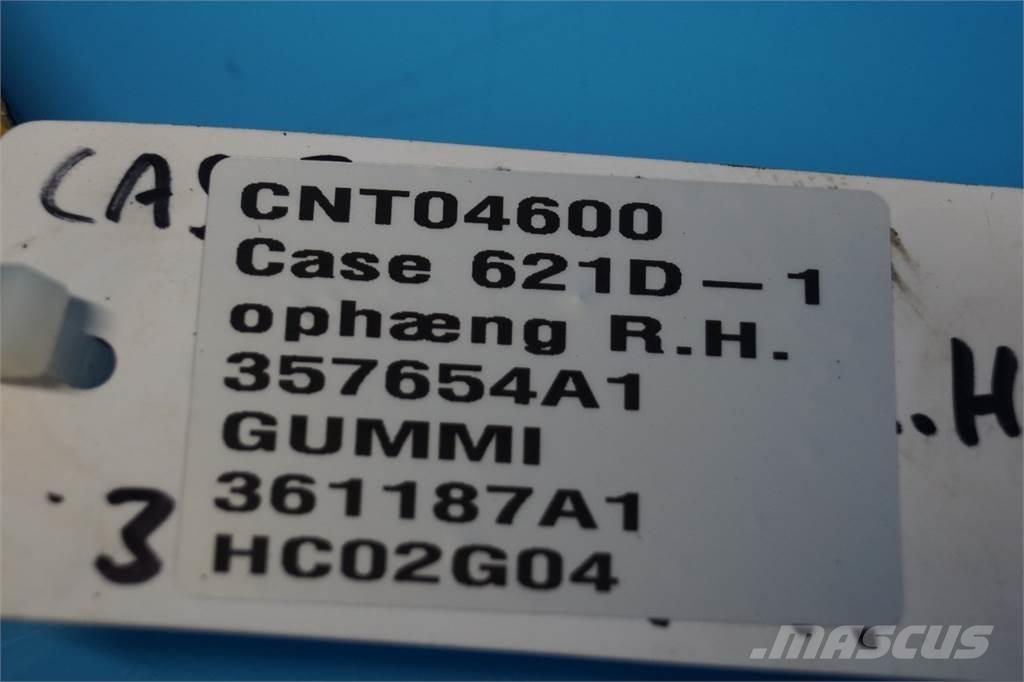 CNT04600
Case 621D-1
ophæng R.H.
357654A1
GUMMI
361187A1
HC02G04
3
H
MASCUS